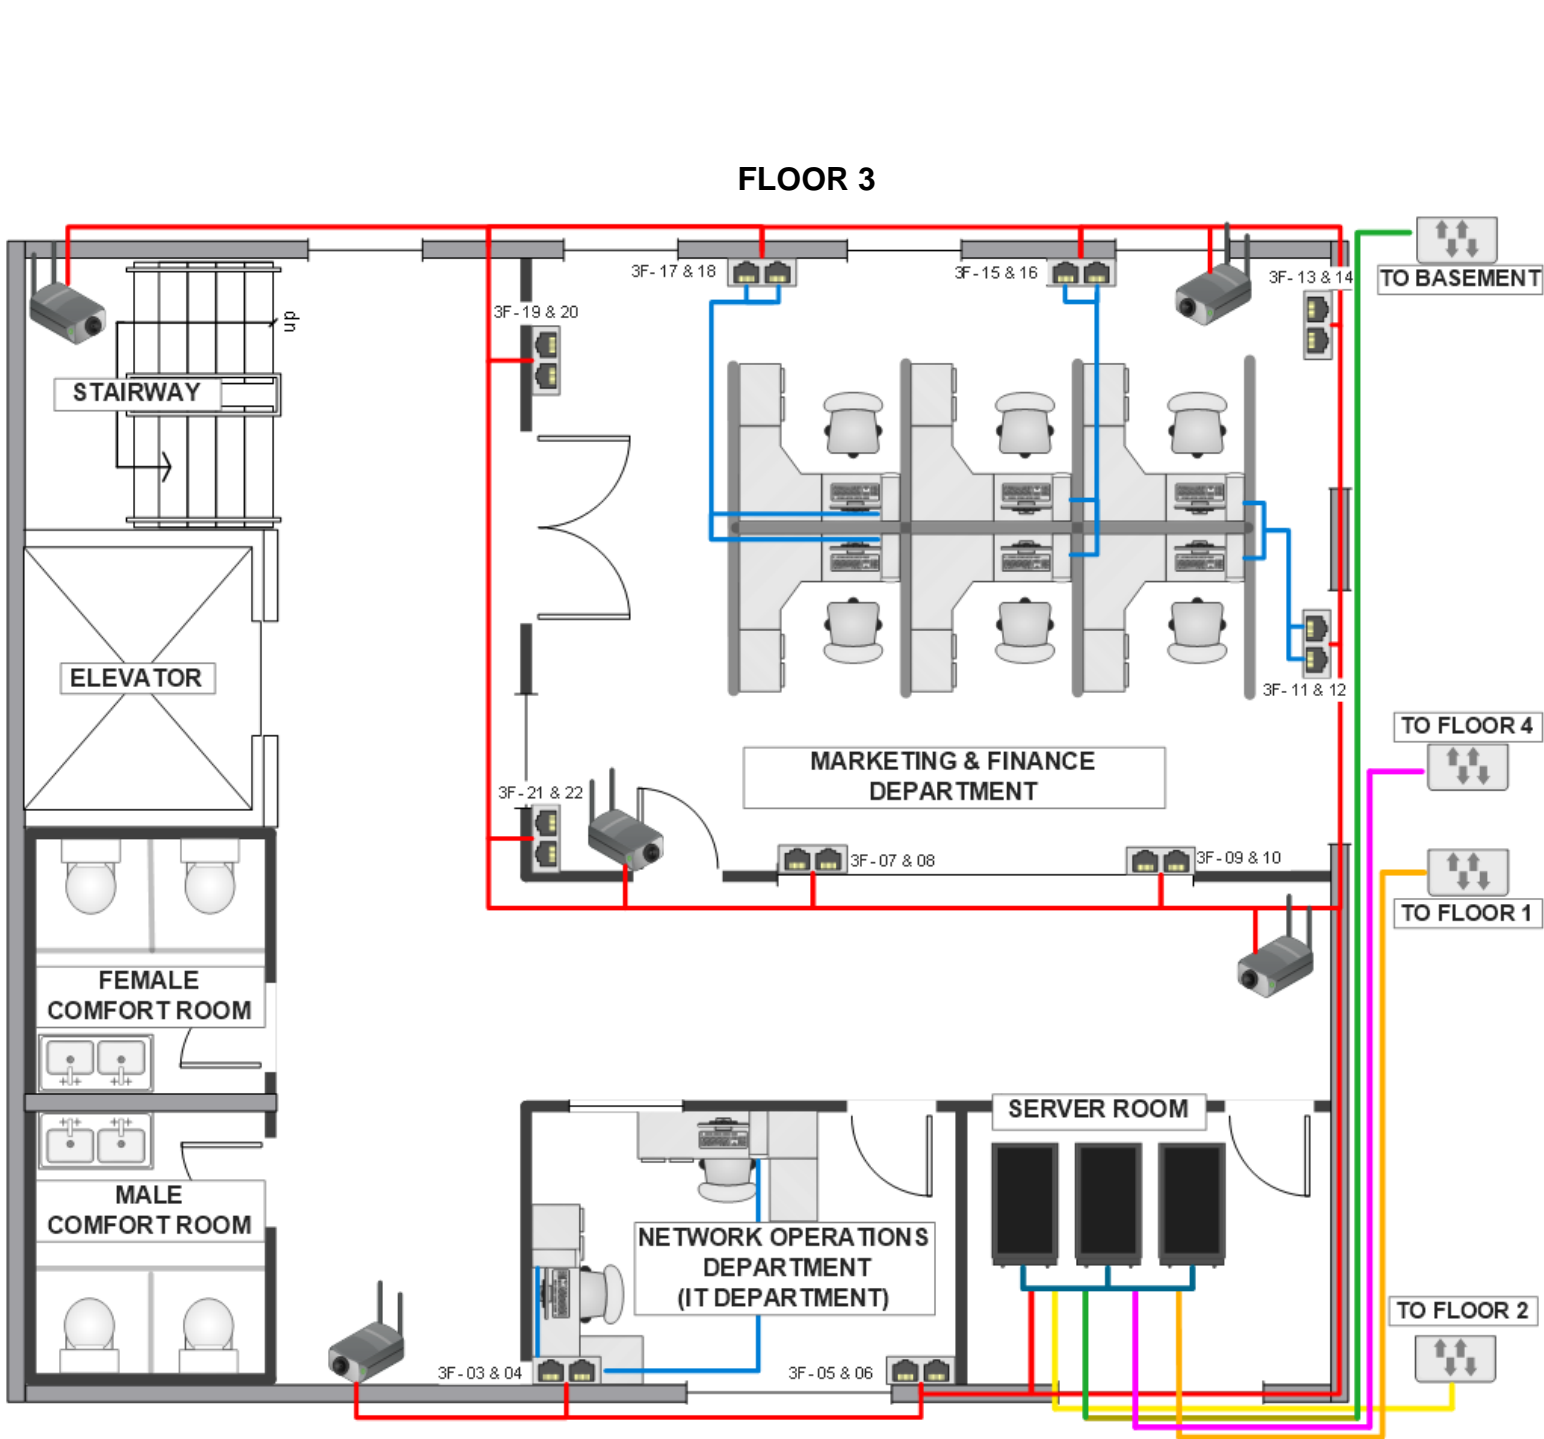 FLOOR 3
3F-17 & 18
3F-15 & 16
3F-13 & 14
TO BASEMENT
3F-19 & 20
up
STAIRWAY
ELEVATOR
3F-11 & 12
TO FLOOR 4
MARKETING & FINANCE
DEPARTMENT
3F-21 & 22
3F-07 & 08
3F-09 & 10
TO FLOOR 1
FEMALE
COMFORT ROOM
SERVER ROOM
MALE
COMFORT ROOM
NETWORK OPERATIONS
DEPARTMENT
(IT DEPARTMENT)
TO FLOOR 2
3F-03 & 04
3F-05 & 06